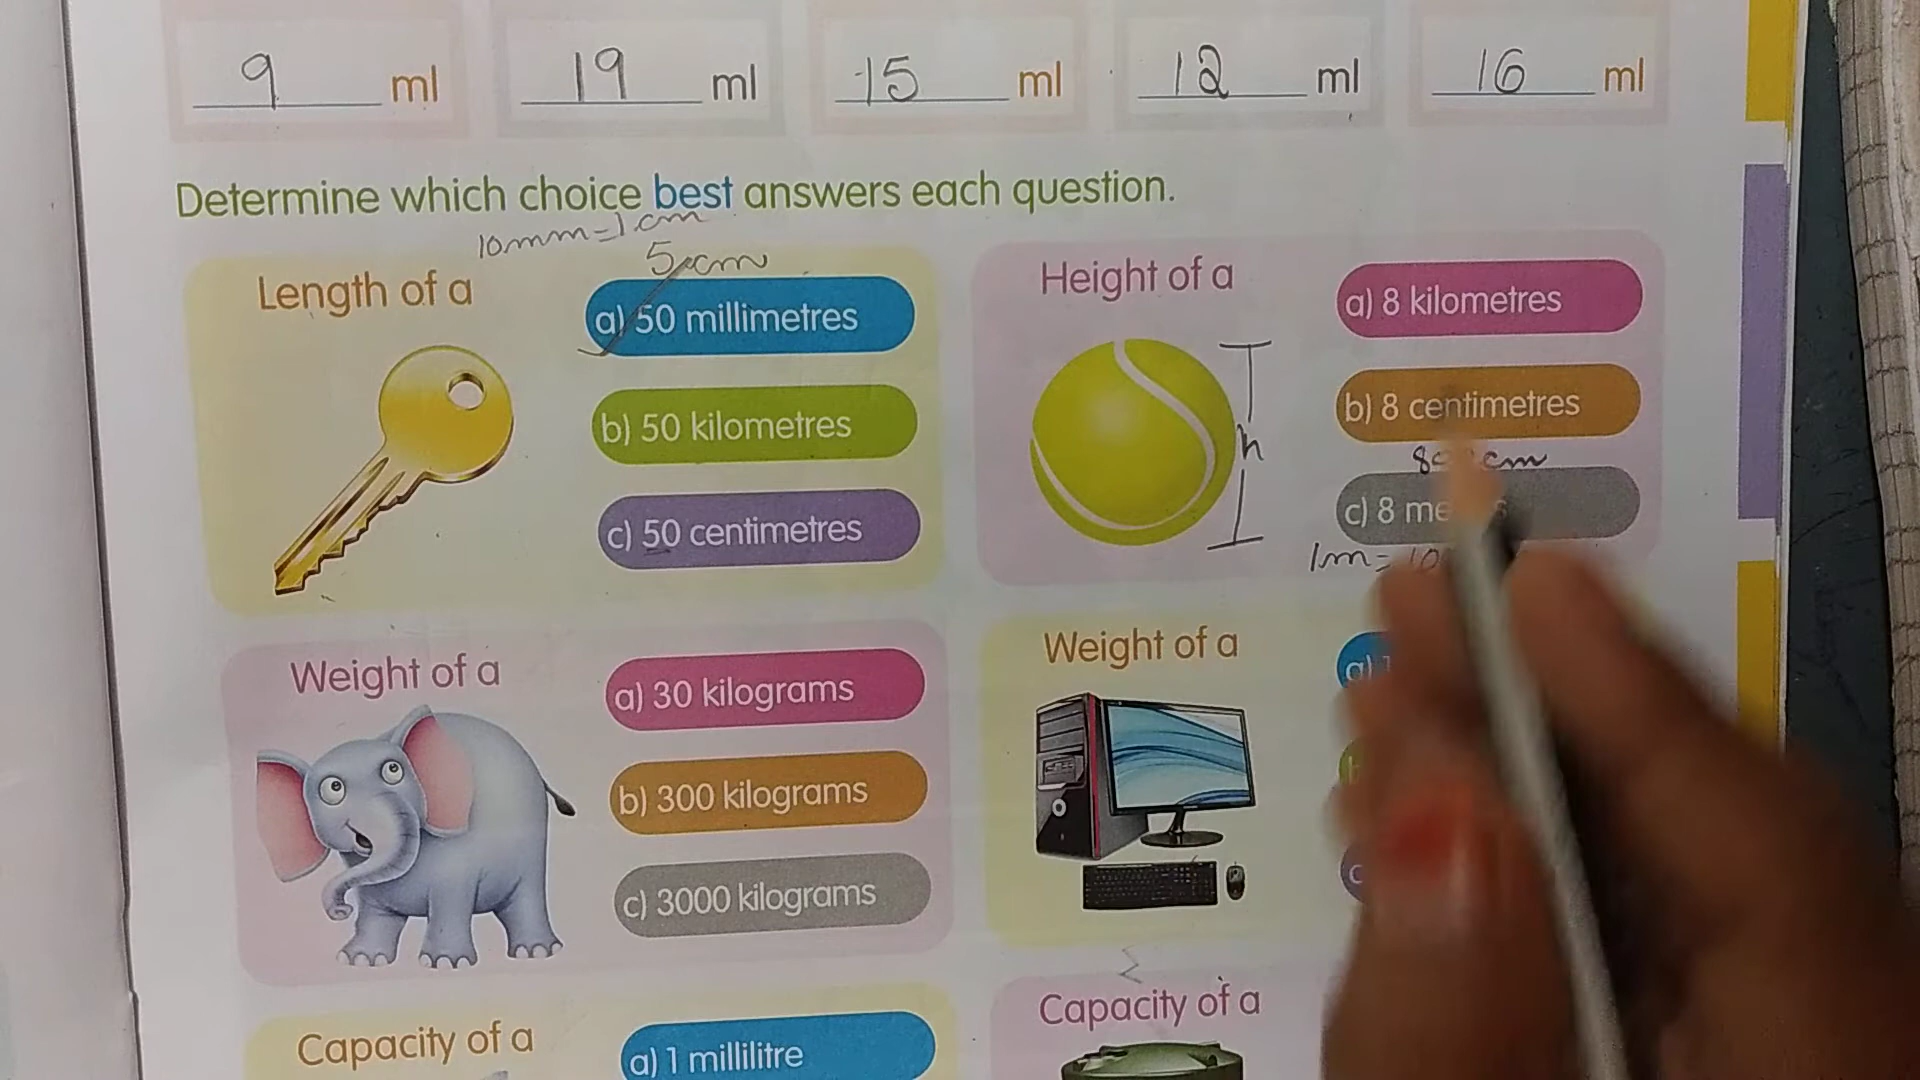 9 ml
19 ml
15 ml
12 ml
16 ml
Determine which choice best answers each question.
10mm=1cm
5cm
Length of a
a) 50 millimetres
b) 50 kilometres
c) 50 centimetres
Height of a
a) 8 kilometres
b) 8 centimetres
cm
c) 8
1m=
h
Weight of a
a) 30 kilograms
b) 300 kilograms
c) 3000 kilograms
Weight of a
a)
Capacity of a
a) 1 millilitre
Capacity of a